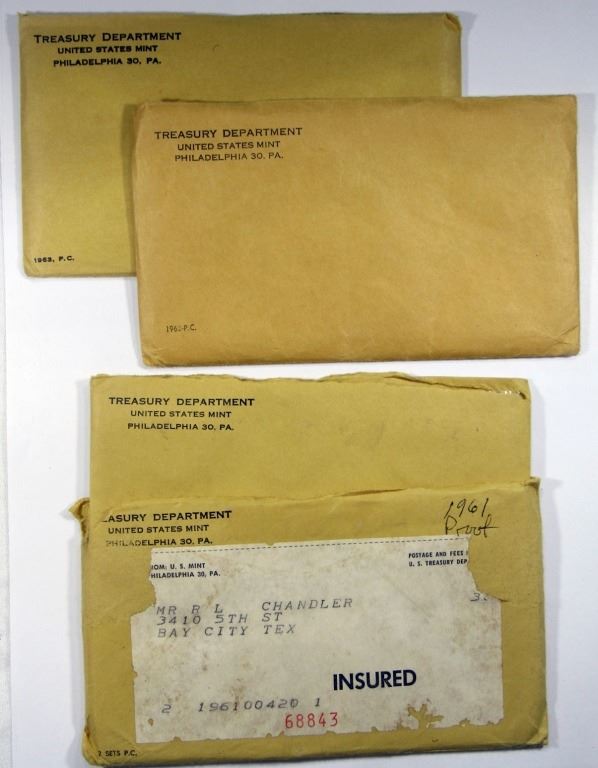 TREASURY DEPARTMENT
UNITED STATES MINT
PHILADELPHIA 30, PA.
1963, P.C.
TREASURY DEPARTMENT
UNITED STATES MINT
PHILADELPHIA 30, PA.
TREASURY DEPARTMENT
UNITED STATES MINT
PHILADELPHIA 30, PA.
EASURY DEPARTMENT
UNITED STATES MINT
PHILADELPHIA 30, PA.
1961
Proof
ROM: U. S. MINT
PHILADELPHIA 30, PA.
POSTAGE AND FEES
U. S. TREASURY DEP
MR R L CHANDLER
3410 5TH ST
BAY CITY TEX
INSURED
2 196100420 1
68843
2 SETS P.C.